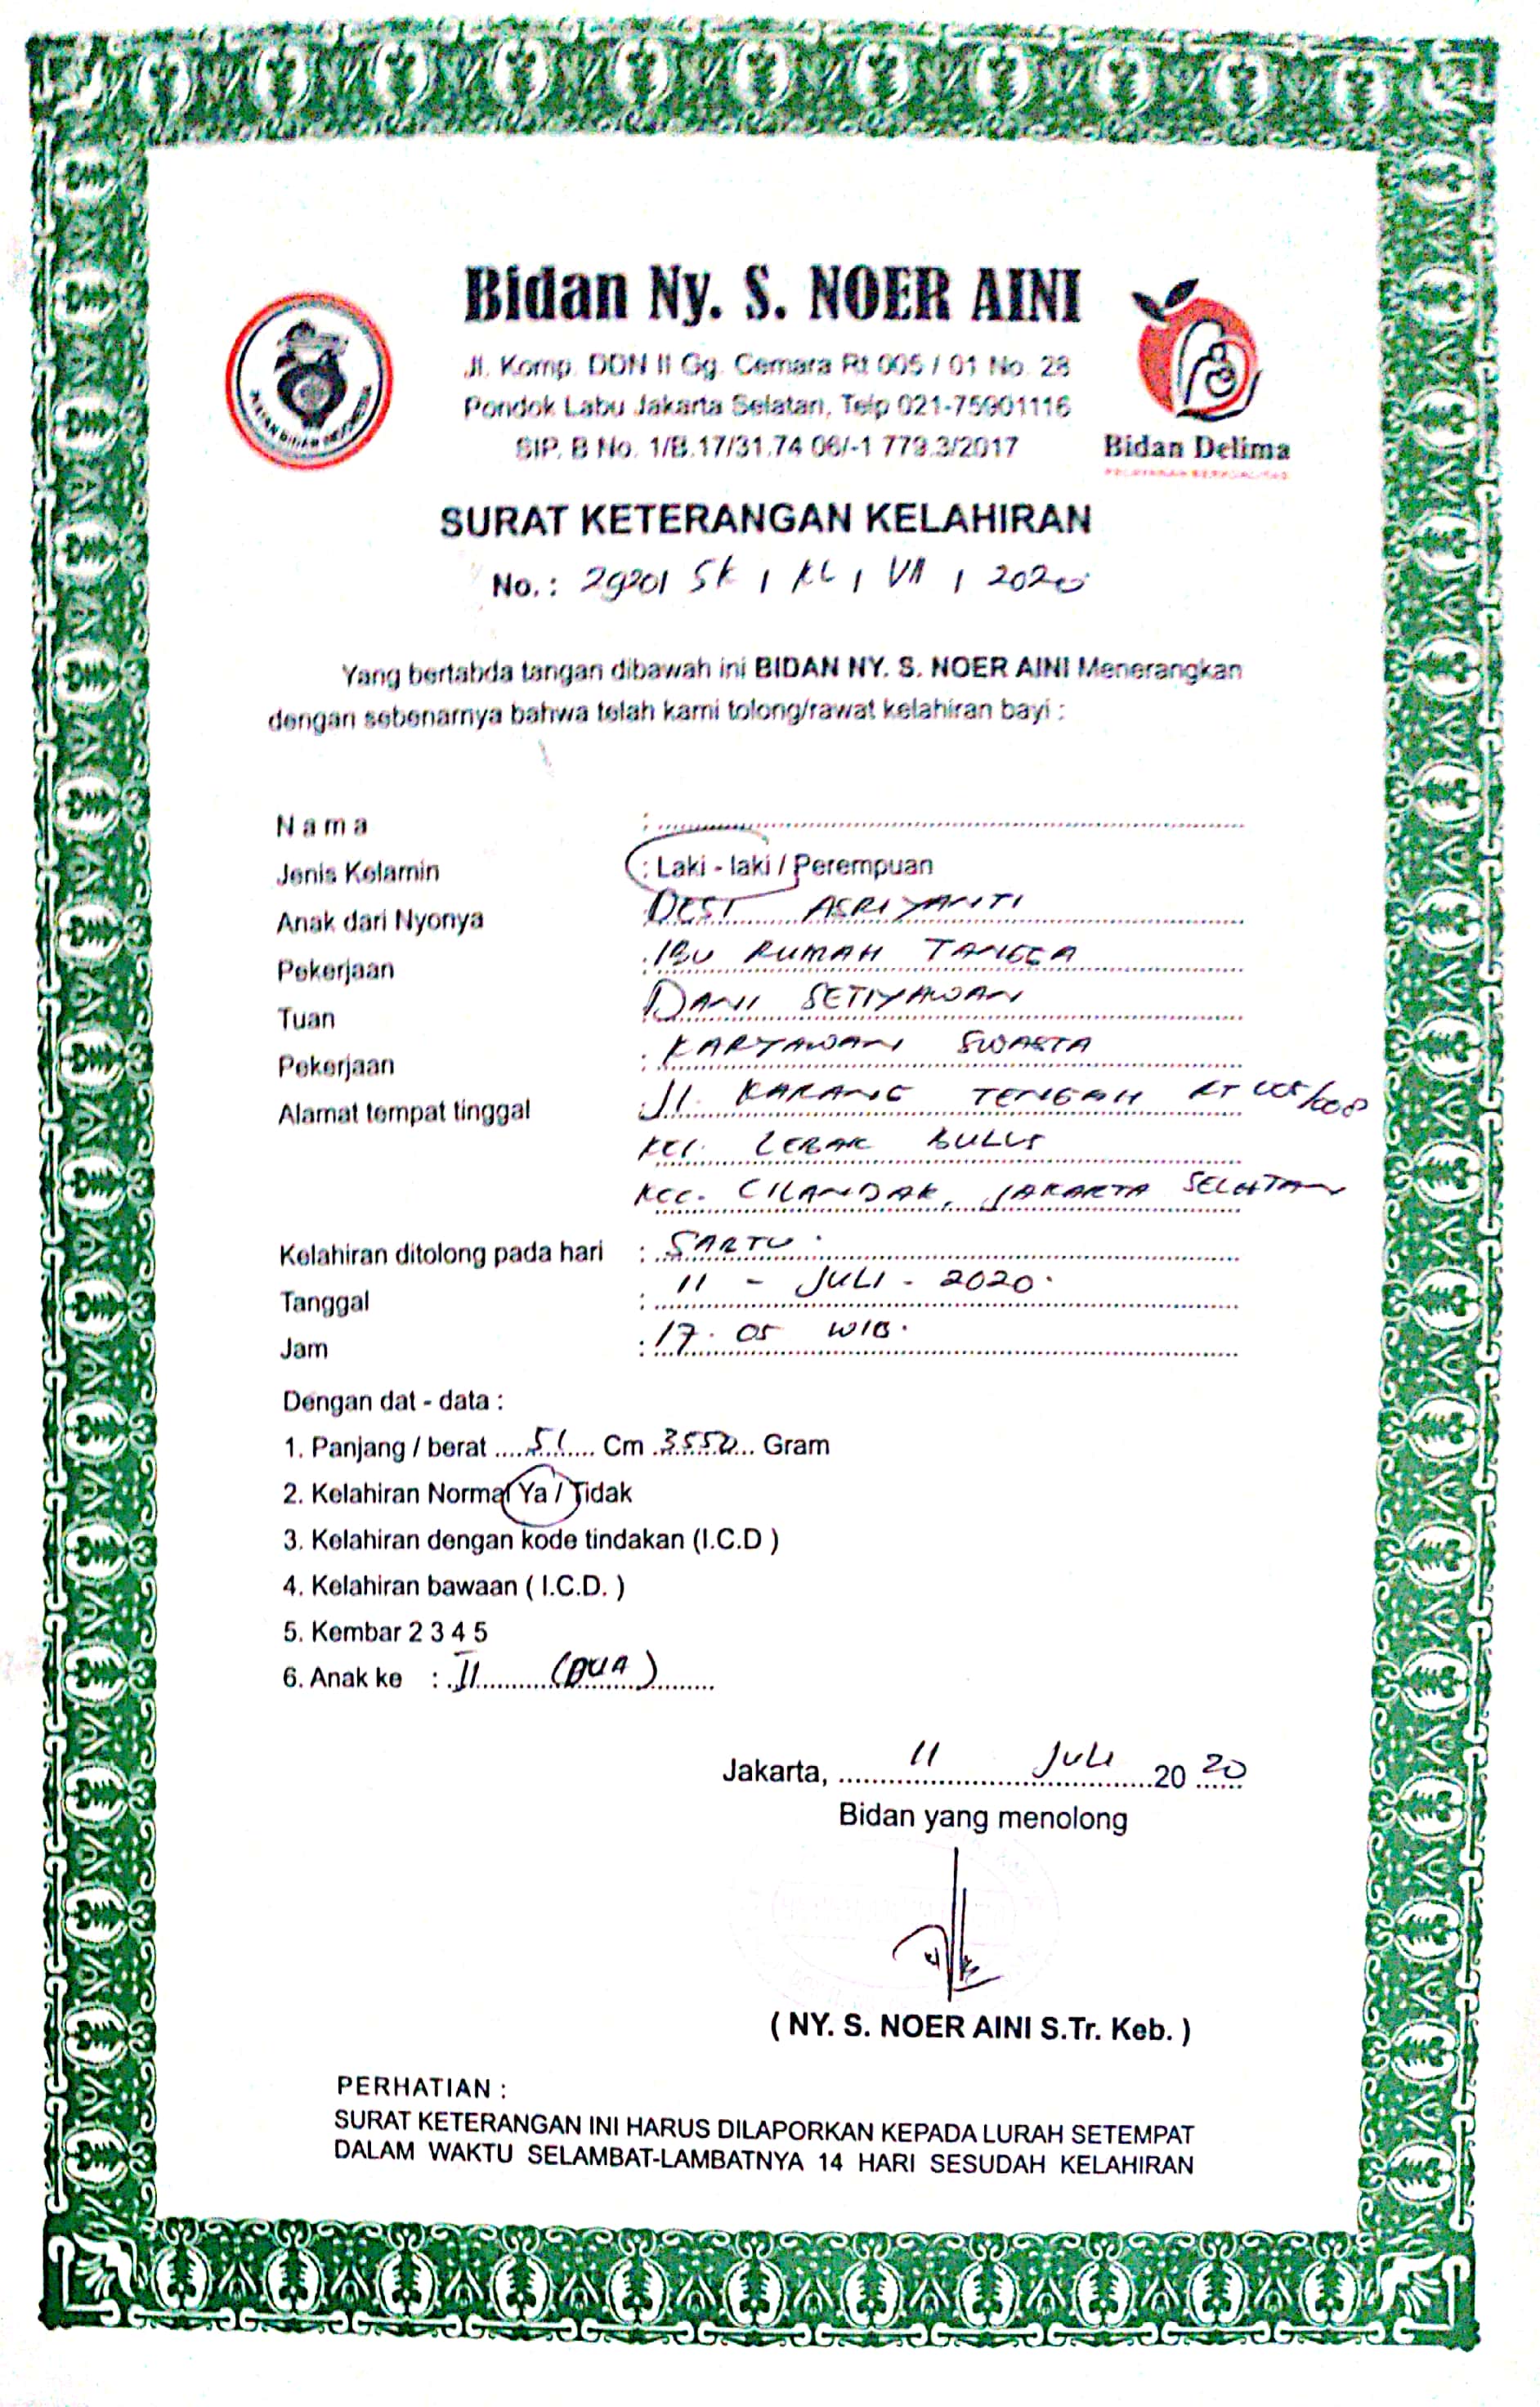 Bidan Ny. S. NOER AINI
Jl. Komp. DDN II Gg. Cemara Rt 005 / 01 No. 28
Pondok Labu Jakarta Selatan, Telp 021-75901116
SIP. B No. 1/B.17/31.74.06/-1 779.3/2017
IKATAN BIDAN INDONESIA
Bidan Delima
PELAYANAN BERKUALITAS
SURAT KETERANGAN KELAHIRAN
No. : SK / KL / VII / 2020
Yang bertabda tangan dibawah ini BIDAN NY. S. NOER AINI Menerangkan
dengan sebenarnya bahwa telah kami tolong/rawat kelahiran bayi :
Nama :
Jenis Kelamin : Laki - laki / Perempuan
Anak dari Nyonya : DESI ASRIYANTI
Pekerjaan : IBU RUMAH TANGGA
Tuan : DANI SETIYAWAN
Pekerjaan : KARYAWAN SWASTA
Alamat tempat tinggal : Jl. KARANG TENGAH RT 005/008
KEL. LEBAK BULUS
KEC. CILANDAK, JAKARTA SELATAN
Kelahiran ditolong pada hari : SABTU.
Tanggal : 11 - JULI - 2020.
Jam : 17.05 WIB.
Dengan dat - data :
1. Panjang / berat ..... 51 ..... Cm 3550 ... Gram
2. Kelahiran Normal Ya / Tidak
3. Kelahiran dengan kode tindakan (I.C.D )
4. Kelahiran bawaan ( I.C.D. )
5. Kembar 2 3 4 5
6. Anak ke : II (DUA)
Jakarta, 11 JULI 20 20
Bidan yang menolong
( NY. S. NOER AINI S.Tr. Keb. )
PERHATIAN :
SURAT KETERANGAN INI HARUS DILAPORKAN KEPADA LURAH SETEMPAT
DALAM WAKTU SELAMBAT-LAMBATNYA 14 HARI SESUDAH KELAHIRAN